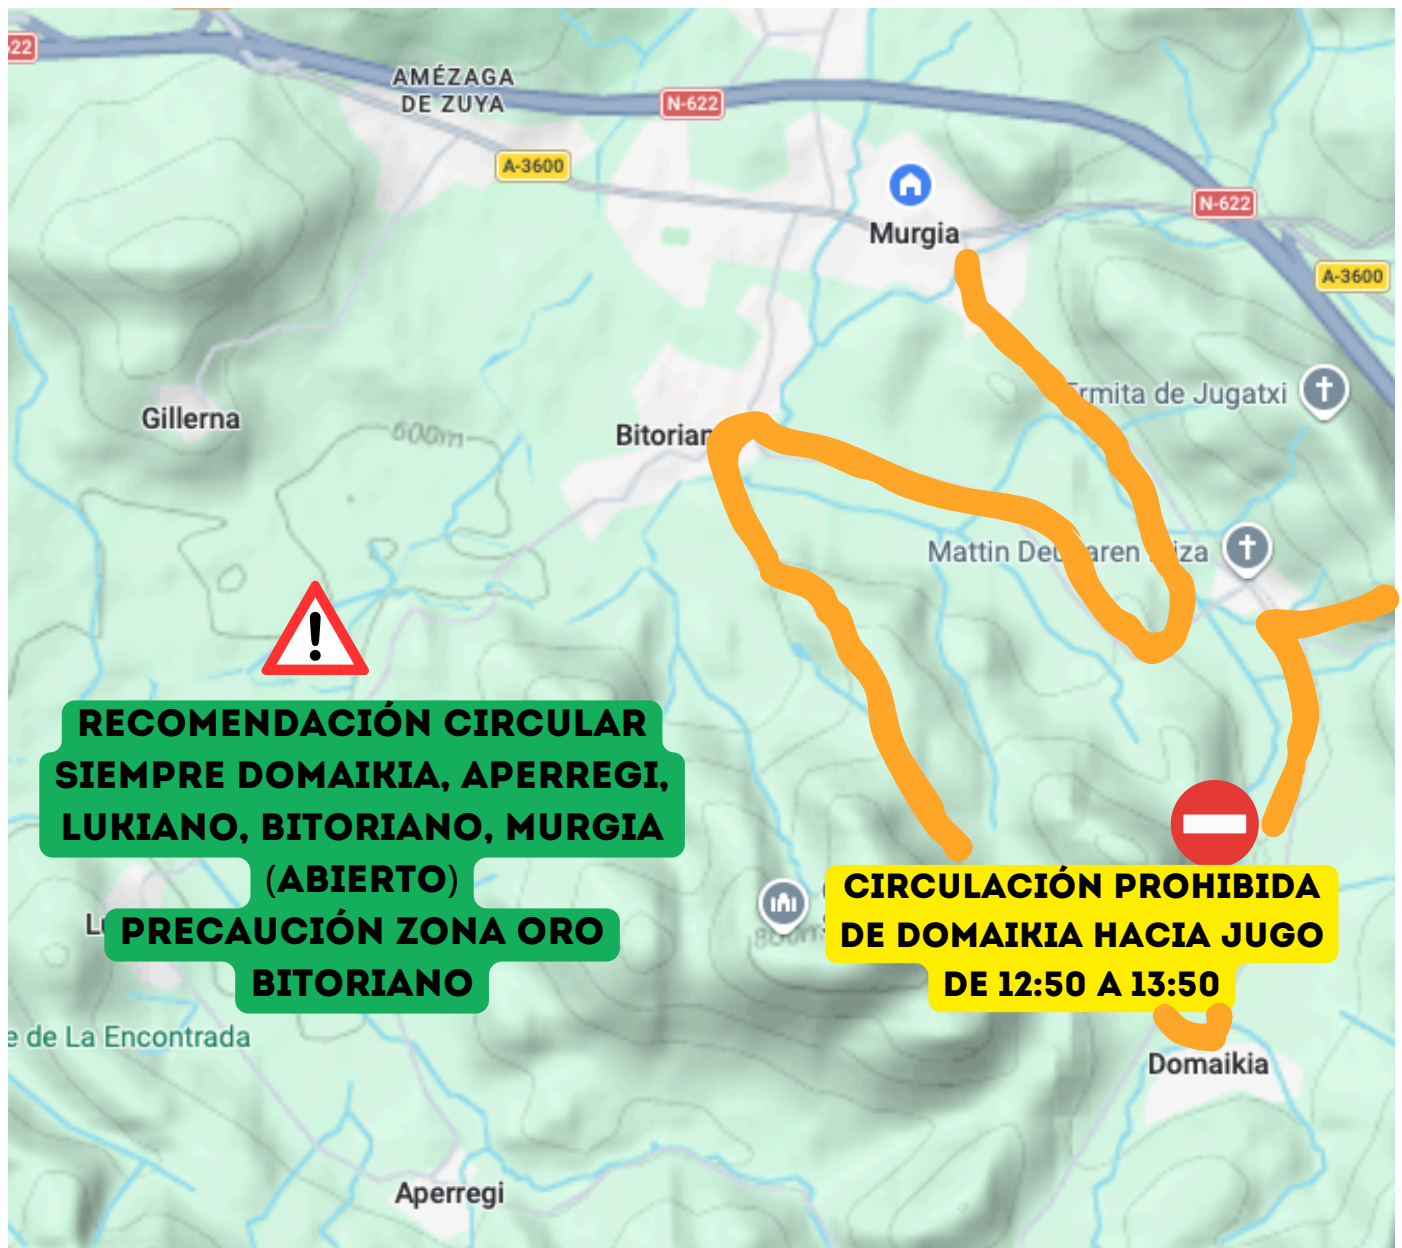 622
AMÉZAGA
DE ZUYA
N-622
A-3600
Murgia
N-622
A-3600
Ermita de Jugatxi
Gillerna
600m
Bitorian
Mattin Deu aren iza
!
RECOMENDACIÓN CIRCULAR
SIEMPRE DOMAIKIA, APERREGI,
LUKIANO, BITORIANO, MURGIA
(ABIERTO)
PRECAUCIÓN ZONA ORO
BITORIANO
CIRCULACIÓN PROHIBIDA
DE DOMAIKIA HACIA JUGO
DE 12:50 A 13:50
L
800m
e de La Encontrada
Domaikia
Aperregi